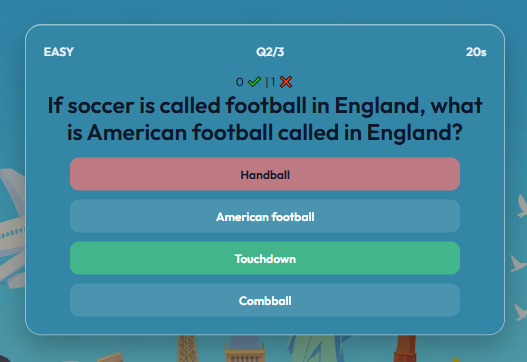 EASY Q2/3 20s
0 ✔ | 1 ❌
If soccer is called football in England, what
is American football called in England?
Handball
American football
Touchdown
Combball